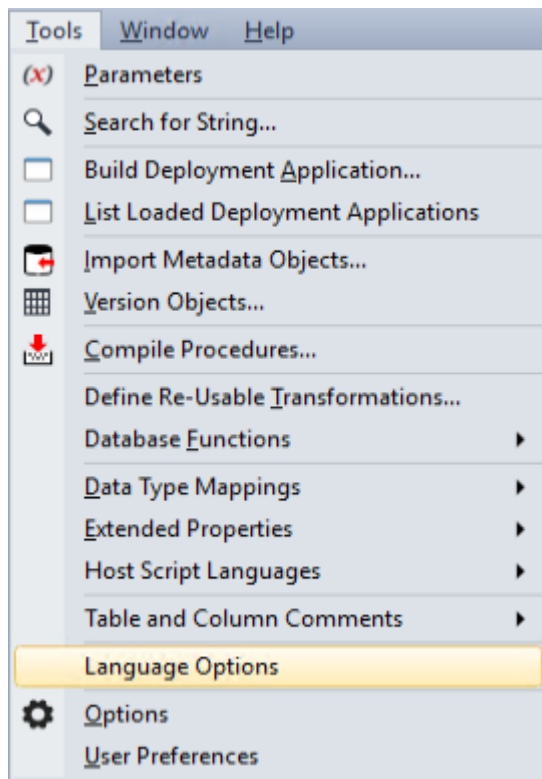 Tools Window Help
(x) Parameters
Search for String...
Build Deployment Application...
List Loaded Deployment Applications
Import Metadata Objects...
Version Objects...
Compile Procedures...
Define Re-Usable Transformations...
Database Functions
Data Type Mappings
Extended Properties
Host Script Languages
Table and Column Comments
Language Options
Options
User Preferences